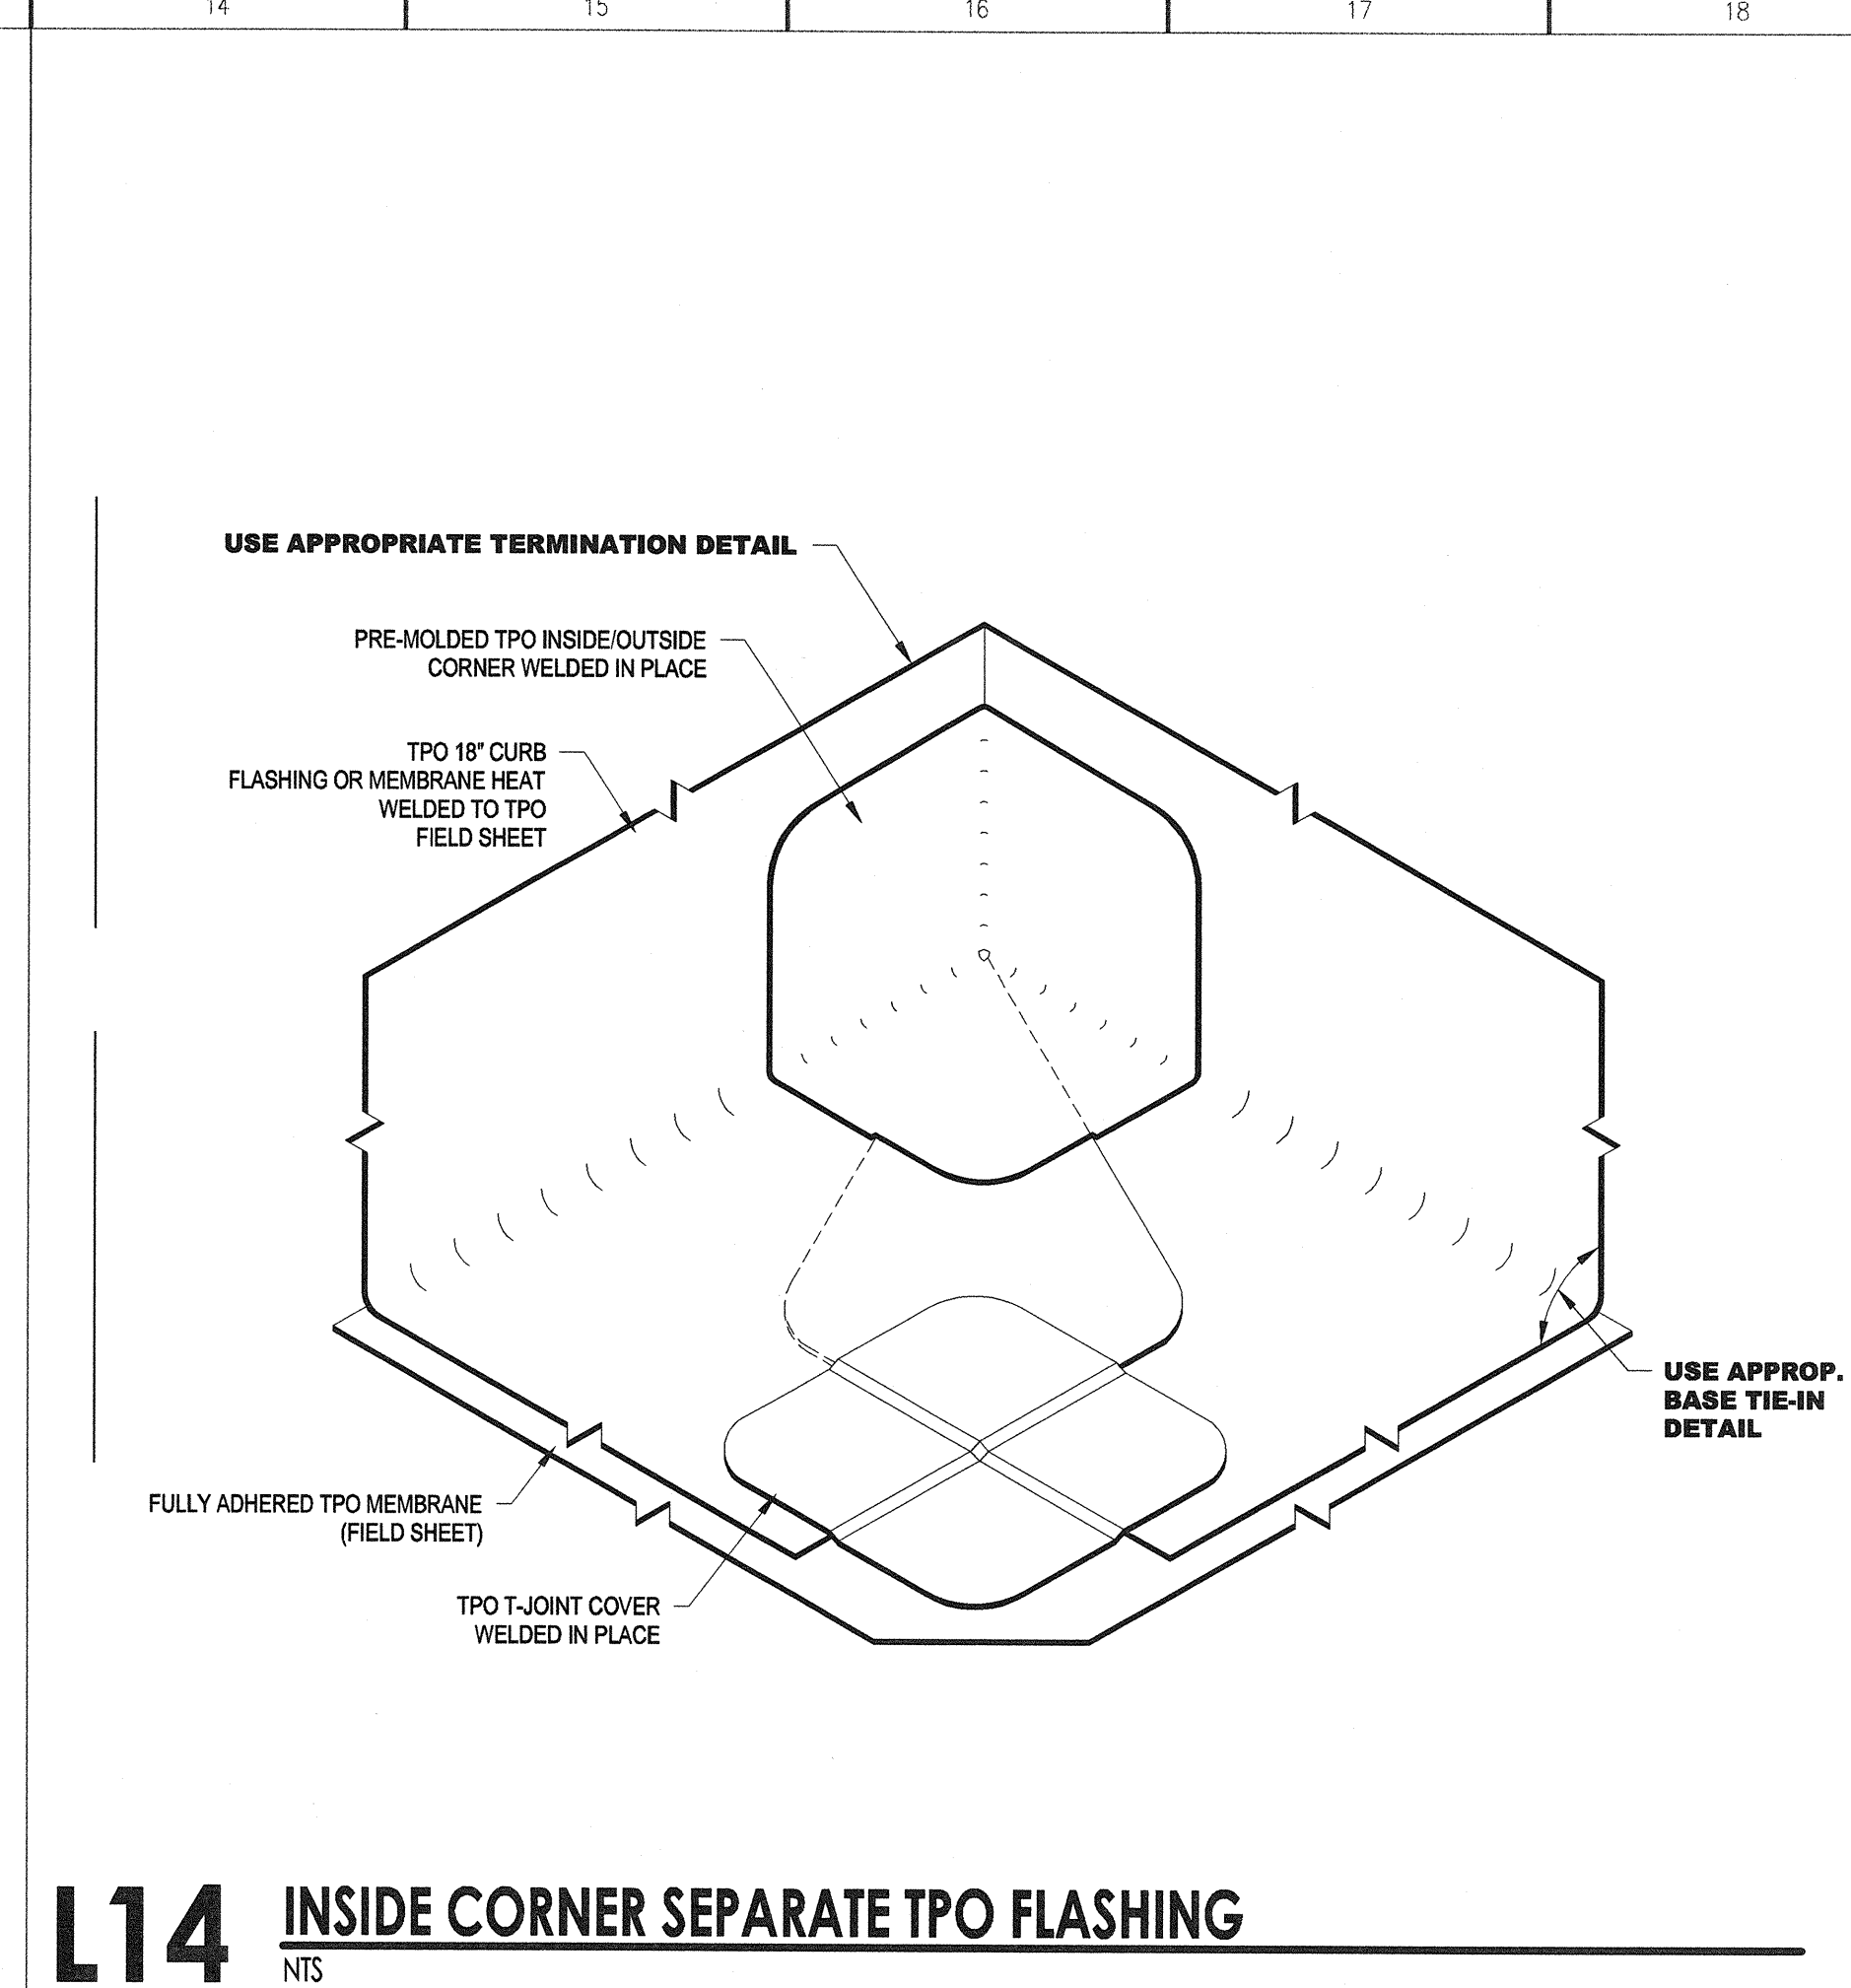 14 15 16 17 18
USE APPROPRIATE TERMINATION DETAIL
PRE-MOLDED TPO INSIDE/OUTSIDE
CORNER WELDED IN PLACE
TPO 18" CURB
FLASHING OR MEMBRANE HEAT
WELDED TO TPO
FIELD SHEET
USE APPROP.
BASE TIE-IN
DETAIL
FULLY ADHERED TPO MEMBRANE
(FIELD SHEET)
TPO T-JOINT COVER
WELDED IN PLACE
L14 INSIDE CORNER SEPARATE TPO FLASHING
NTS